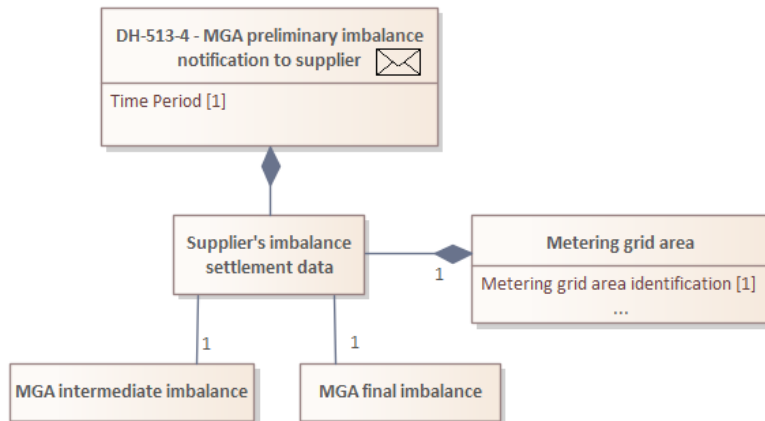 DH-513-4 - MGA preliminary imbalance
notification to supplier
Time Period [1]
Supplier's imbalance
settlement data
1
Metering grid area
Metering grid area identification [1]
...
1
1
MGA intermediate imbalance
MGA final imbalance